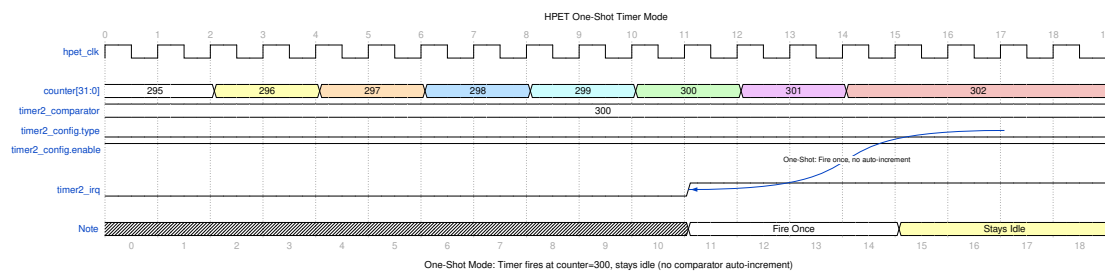 HPET One-Shot Timer Mode
0 1 2 3 4 5 6 7 8 9 10 11 12 13 14 15 16 17 18 1
hpet_clk
counter[31:0] 295 296 297 298 299 300 301 302
timer2_comparator 300
timer2_config.type
timer2_config.enable
One-Shot: Fire once, no auto-increment
timer2_irq
Note Fire Once Stays Idle
0 1 2 3 4 5 6 7 8 9 10 11 12 13 14 15 16 17 18
One-Shot Mode: Timer fires at counter=300, stays idle (no comparator auto-increment)